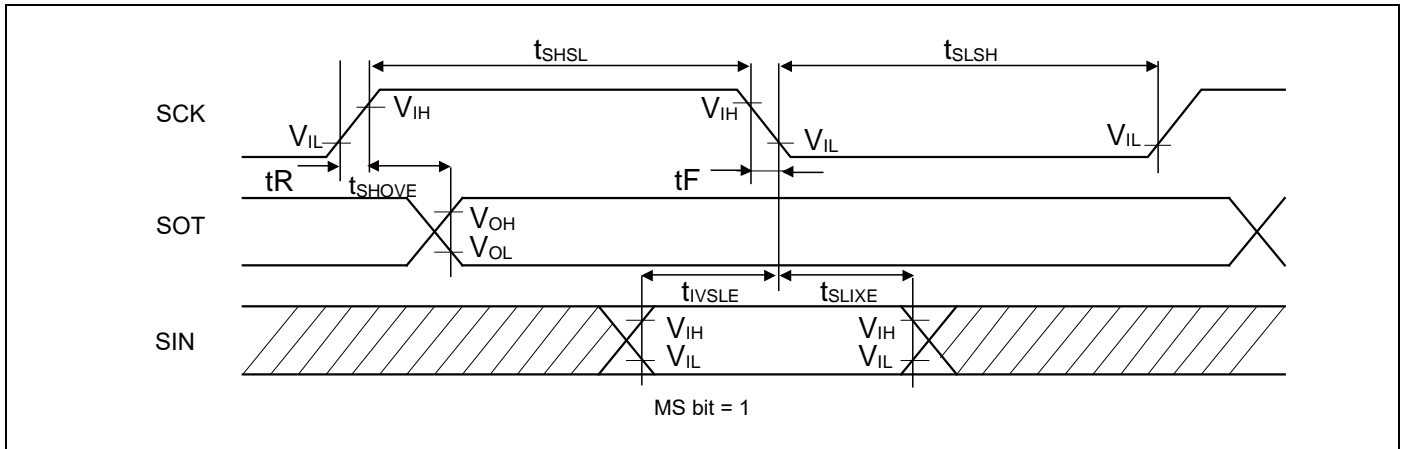 tSHSL tSLSH
SCK VIH VIH
VIL VIL VIL
tR tSHOVE tF
SOT VOH
VOL
tIVSLE tSLIXE
SIN VIH VIH
VIL VIL
MS bit = 1